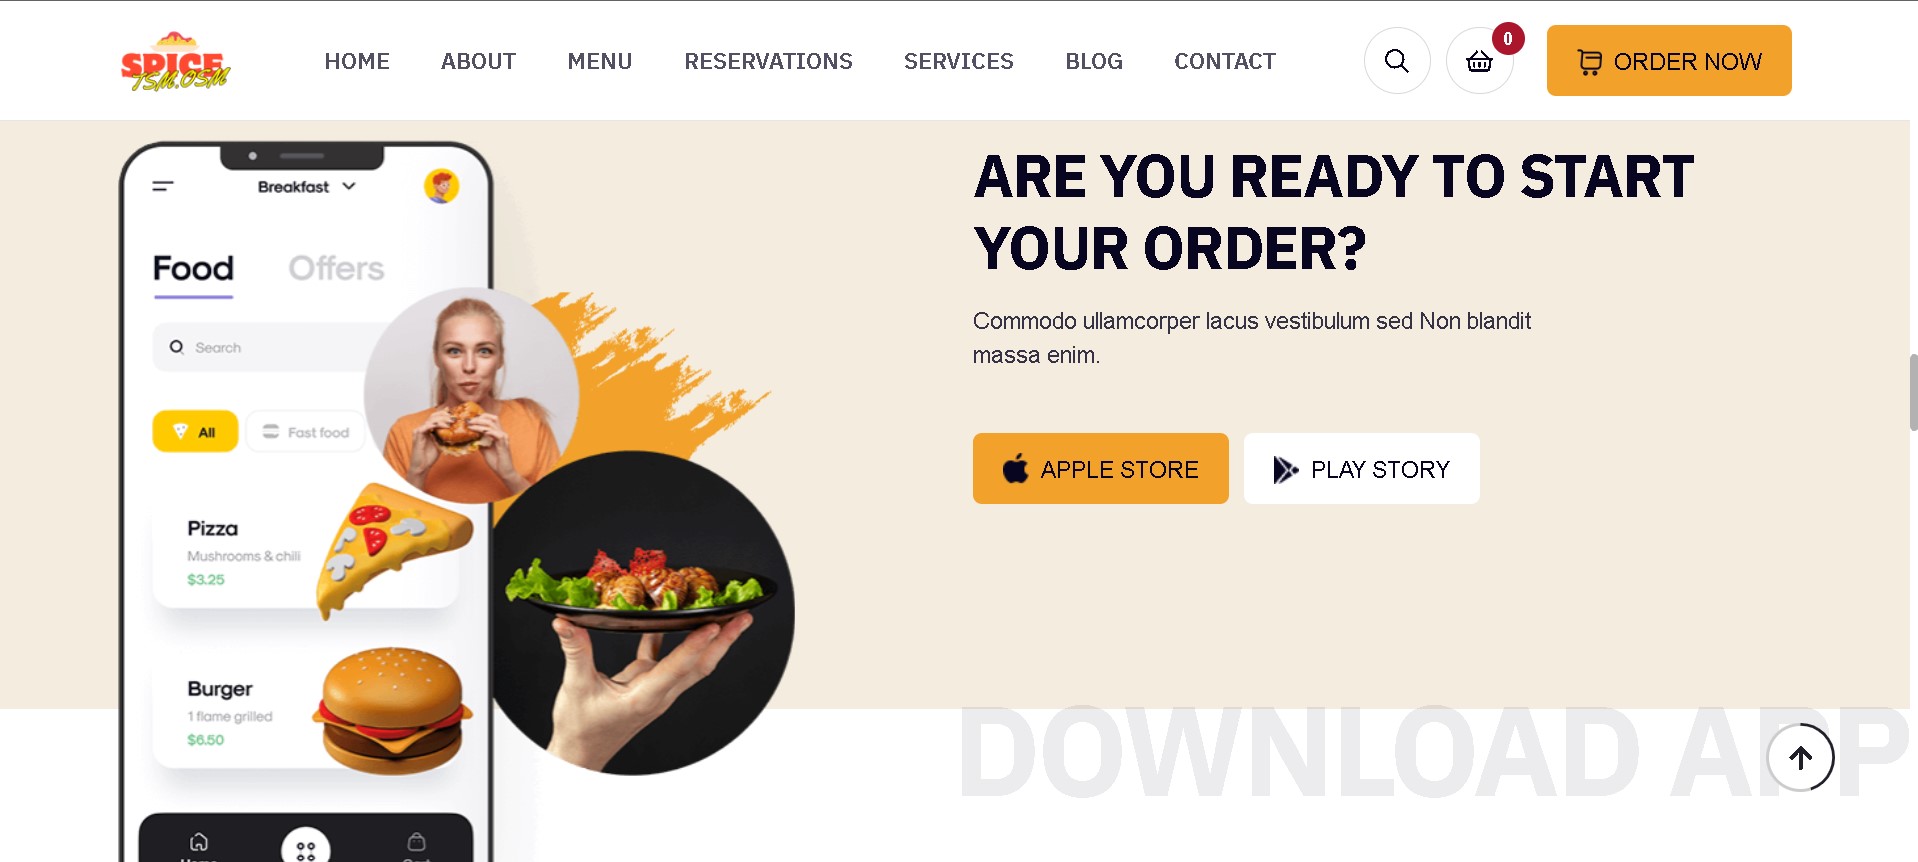 SPICE
TSM.OSM
HOME
ABOUT
MENU
RESERVATIONS
SERVICES
BLOG
CONTACT
0
ORDER NOW
Breakfast
Food
Offers
Search
All
Fast food
Pizza
Mushrooms & chili
$3.25
Burger
1 flame grilled
$6.50
ARE YOU READY TO START
YOUR ORDER?
Commodo ullamcorper lacus vestibulum sed Non blandit
massa enim.
APPLE STORE
PLAY STORY
DOWNLOAD APP